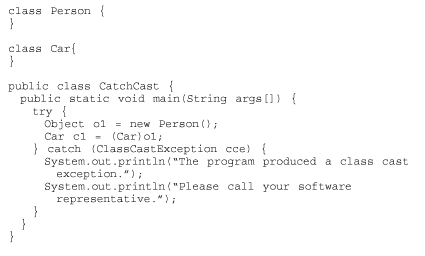 class Person {
}
class Car{
}
public class CatchCast {
public static void main(String args[]) {
try {
Object o1 = new Person();
Car c1 = (Car)o1;
} catch (ClassCastException cce) {
System.out.println(“The program produced a class cast
exception.”);
System.out.println(“Please call your software
representative.”);
}
}
}